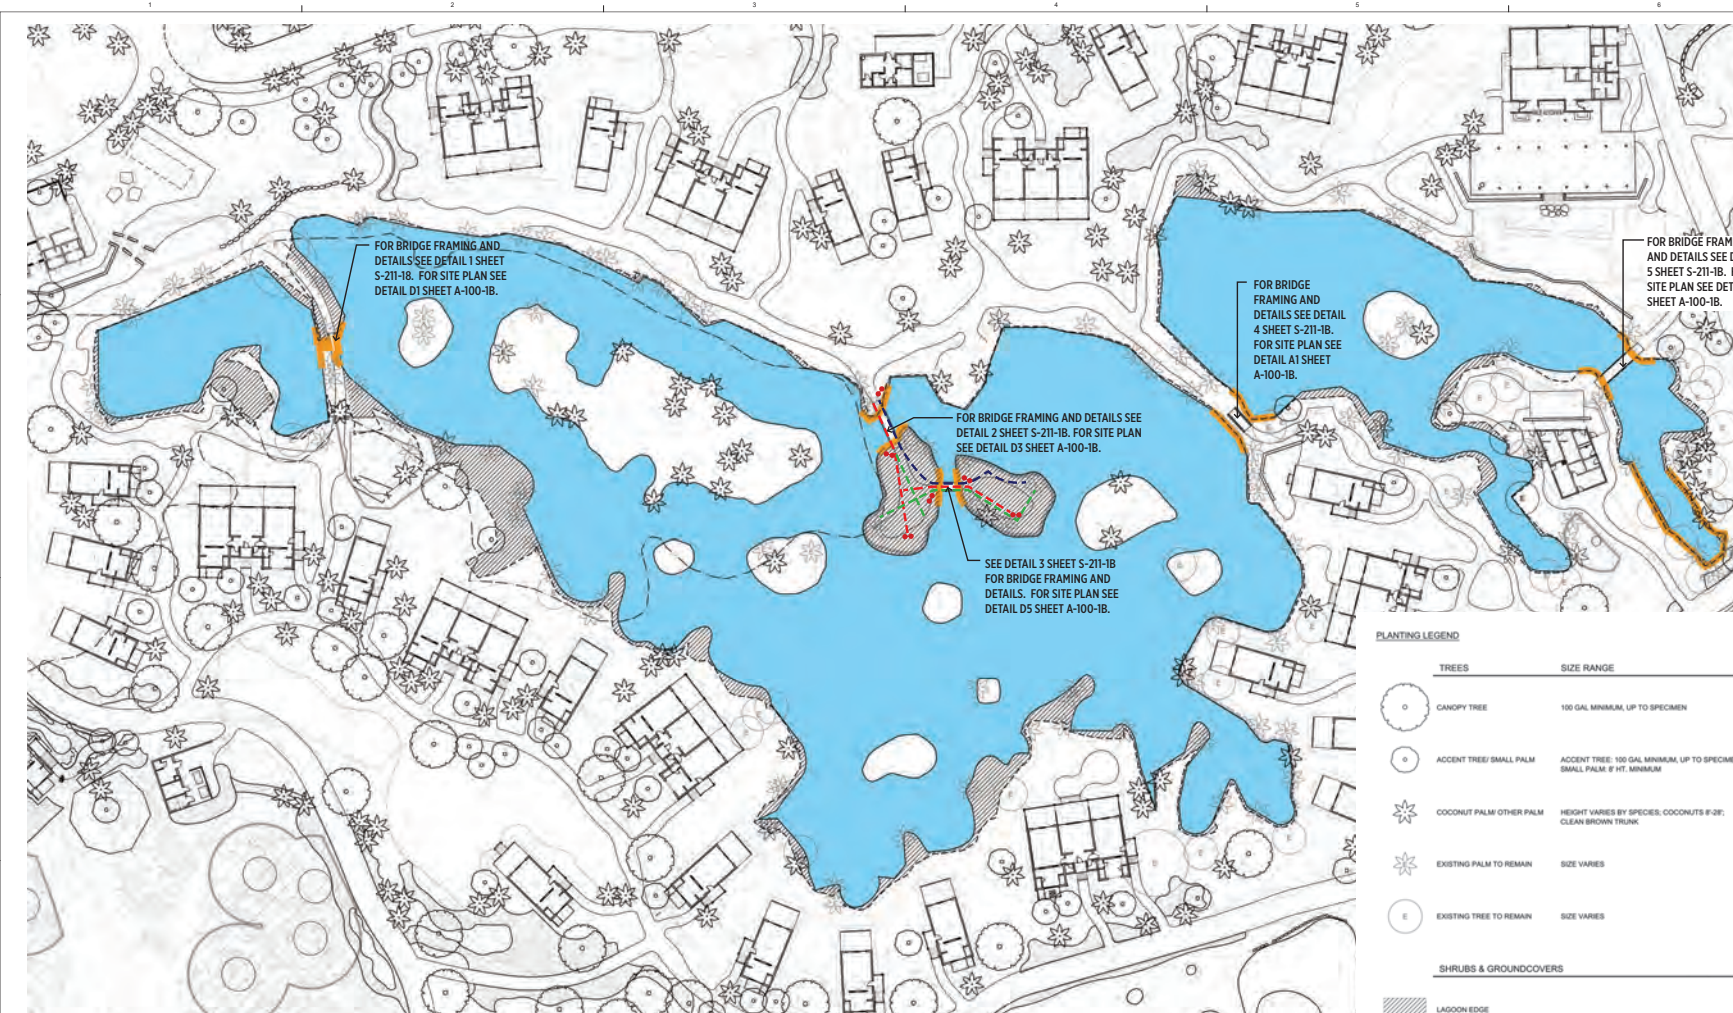 1 2 3 4 5 6
FOR BRIDGE FRAMING AND
DETAILS SEE DETAIL 1 SHEET
S-211-18. FOR SITE PLAN SEE
DETAIL D1 SHEET A-100-1B.
FOR BRIDGE FRAMING AND DETAILS SEE
DETAIL 2 SHEET S-211-1B. FOR SITE PLAN
SEE DETAIL D3 SHEET A-100-1B.
SEE DETAIL 3 SHEET S-211-1B
FOR BRIDGE FRAMING AND
DETAILS. FOR SITE PLAN SEE
DETAIL D5 SHEET A-100-1B.
FOR BRIDGE
FRAMING AND
DETAILS SEE DETAIL
4 SHEET S-211-1B.
FOR SITE PLAN SEE
DETAIL A1 SHEET
A-100-1B.
FOR BRIDGE FRAM
AND DETAILS SEE D
5 SHEET S-211-1B.
SITE PLAN SEE DET
SHEET A-100-1B.
PLANTING LEGEND
TREES SIZE RANGE
CANOPY TREE 100 GAL MINIMUM, UP TO SPECIMEN
ACCENT TREE/ SMALL PALM ACCENT TREE: 100 GAL MINIMUM, UP TO SPECIME
SMALL PALM: 8' HT. MINIMUM
COCONUT PALM/ OTHER PALM HEIGHT VARIES BY SPECIES; COCONUTS 8'-28';
CLEAN BROWN TRUNK
EXISTING PALM TO REMAIN SIZE VARIES
E EXISTING TREE TO REMAIN SIZE VARIES
SHRUBS & GROUNDCOVERS
LAGOON EDGE